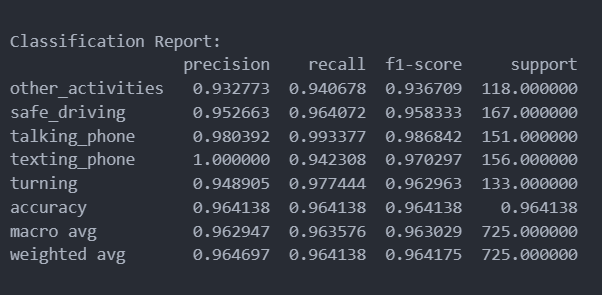 Classification Report:
precision recall f1-score support
other_activities 0.932773 0.940678 0.936709 118.000000
safe_driving 0.952663 0.964072 0.958333 167.000000
talking_phone 0.980392 0.993377 0.986842 151.000000
texting_phone 1.000000 0.942308 0.970297 156.000000
turning 0.948905 0.977444 0.962963 133.000000
accuracy 0.964138 0.964138 0.964138 0.964138
macro avg 0.962947 0.963576 0.963029 725.000000
weighted avg 0.964697 0.964138 0.964175 725.000000